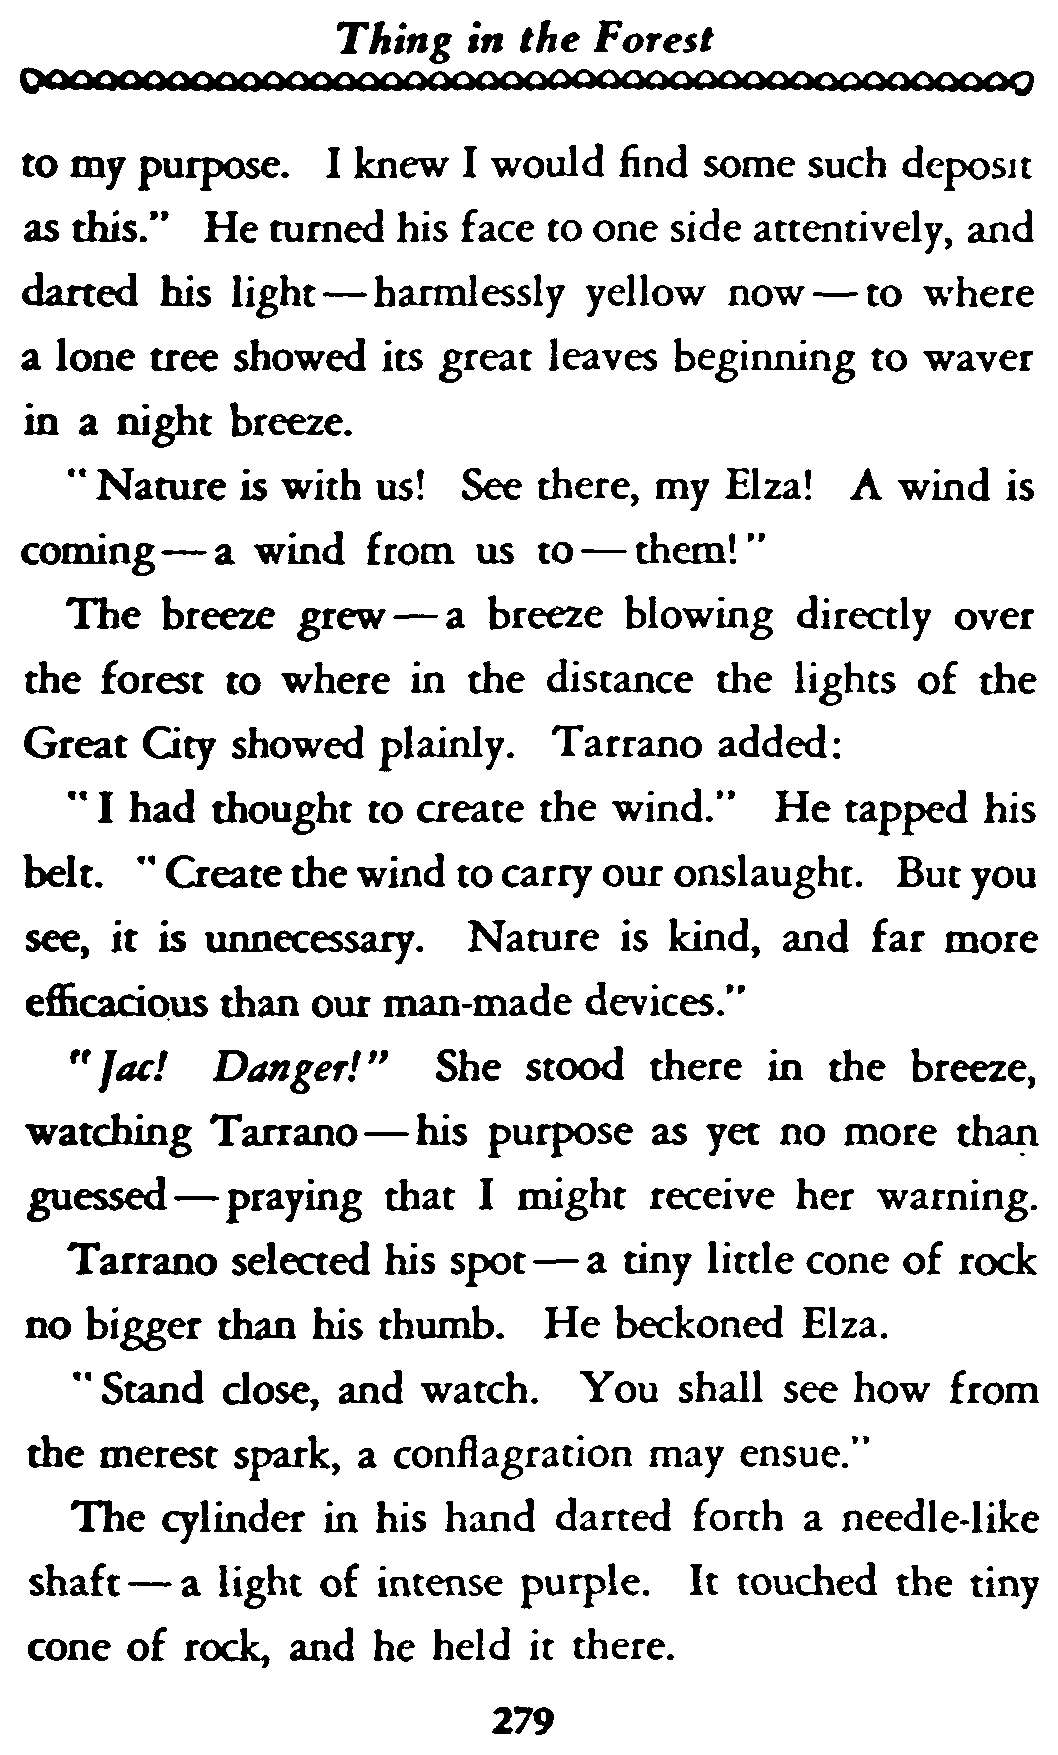 Thing in the Forest
to my purpose. I knew I would find some such deposit
as this." He turned his face to one side attentively, and
darted his light—harmlessly yellow now—to where
a lone tree showed its great leaves beginning to waver
in a night breeze.
"Nature is with us! See there, my Elza! A wind is
coming—a wind from us to—them!"
The breeze grew—a breeze blowing directly over
the forest to where in the distance the lights of the
Great City showed plainly. Tarrano added:
"I had thought to create the wind." He tapped his
belt. "Create the wind to carry our onslaught. But you
see, it is unnecessary. Nature is kind, and far more
efficacious than our man-made devices."
"Jac! Danger!" She stood there in the breeze,
watching Tarrano—his purpose as yet no more than
guessed—praying that I might receive her warning.
Tarrano selected his spot—a tiny little cone of rock
no bigger than his thumb. He beckoned Elza.
"Stand close, and watch. You shall see how from
the merest spark, a conflagration may ensue."
The cylinder in his hand darted forth a needle-like
shaft—a light of intense purple. It touched the tiny
cone of rock, and he held it there.
279